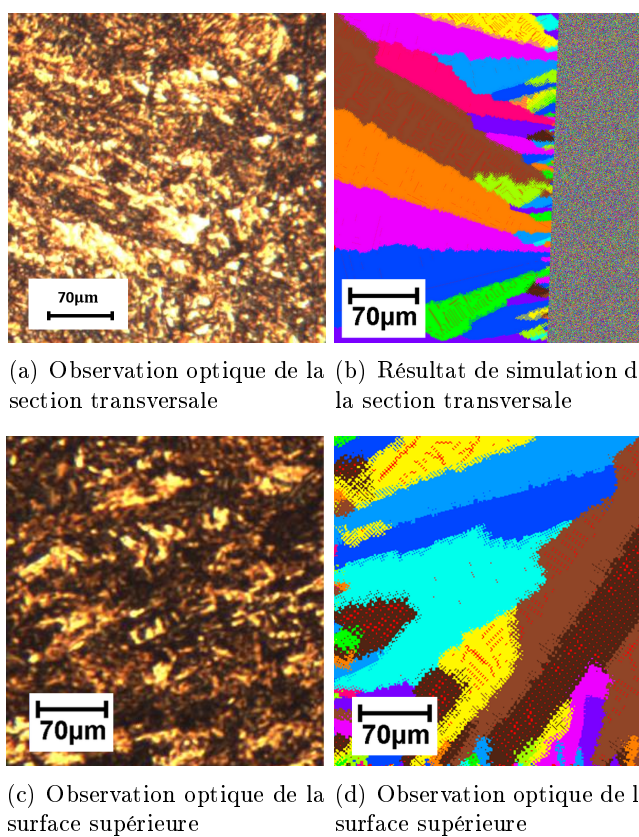 70µm
70µm
(a) Observation optique de la
section transversale
(b) Résultat de simulation d
la section transversale
70µm
70µm
(c) Observation optique de la
surface supérieure
(d) Observation optique de l
surface supérieure